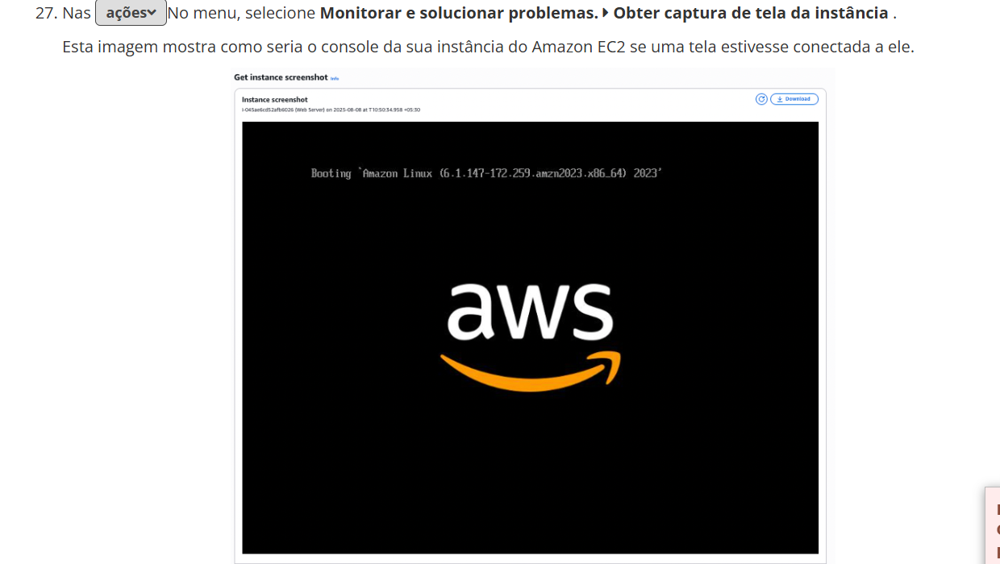 27. Nas ações No menu, selecione Monitorar e solucionar problemas. Obter captura de tela da instância .
Esta imagem mostra como seria o console da sua instância do Amazon EC2 se uma tela estivesse conectada a ele.
Get instance screenshot Info
Instance screenshot
Download
i-045ae6cd52afb6026 (Web Server) on 2025-08-08 at T10:50:34.958 +05:30
Booting `Amazon Linux (6.1.147-172.259.amzn2023.x86_64) 2023'
aws